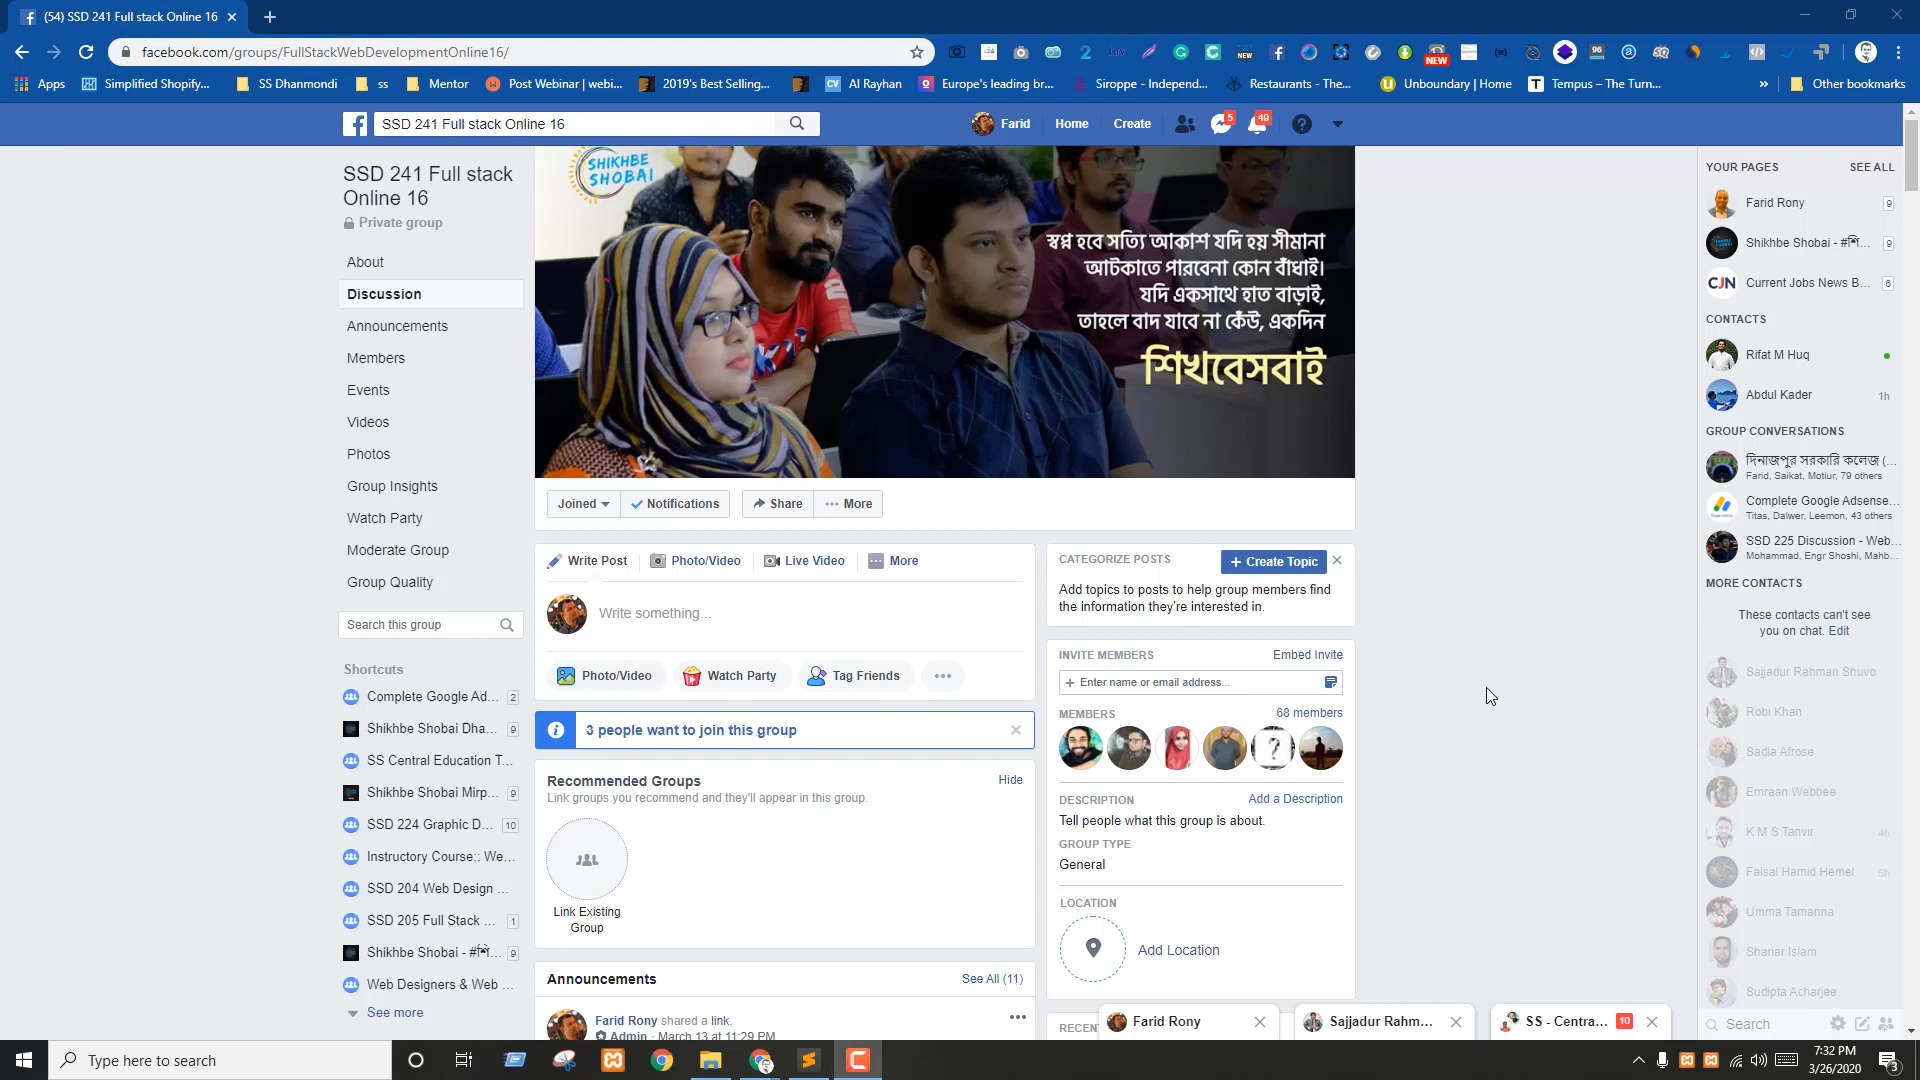 (54) SSD 241 Full stack Online 16
facebook.com/groups/FullStackWebDevelopmentOnline16/
Apps
Simplified Shopify...
SS Dhanmondi
ss
Mentor
Post Webinar | webi...
2019's Best Selling...
Al Rayhan
Europe's leading br...
Siroppe - Independ...
Restaurants - The...
Unboundary | Home
Tempus – The Turn...
Other bookmarks
SSD 241 Full stack Online 16
Farid
Home
Create
5
49
SSD 241 Full stack
Online 16
Private group
About
Discussion
Announcements
Members
Events
Videos
Photos
Group Insights
Watch Party
Moderate Group
Group Quality
Search this group
Shortcuts
Complete Google Ad... 2
Shikhbe Shobai Dha... 9
SS Central Education T...
Shikhbe Shobai Mirp... 9
SSD 224 Graphic D... 10
Instructory Course:: We...
SSD 204 Web Design ...
SSD 205 Full Stack ... 1
Shikhbe Shobai - #শি... 9
Web Designers & Web ...
See more
SHIKHBE
SHOBAI
স্বপ্ন হবে সত্যি আকাশ যদি হয় সীমানা
আটকাতে পারবেনা কোন বাঁধাই।
যদি একসাথে হাত বাড়াই,
তাহলে বাদ যাবে না কেঁউ, একদিন
শিখবেসবাই
Joined
Notifications
Share
More
Write Post
Photo/Video
Live Video
More
Write something...
Photo/Video
Watch Party
Tag Friends
3 people want to join this group
Recommended Groups
Hide
Link groups you recommend and they'll appear in this group.
Link Existing
Group
Announcements
See All (11)
Farid Rony shared a link.
Admin · March 13 at 11:29 PM
CATEGORIZE POSTS
+ Create Topic
Add topics to posts to help group members find
the information they're interested in.
INVITE MEMBERS
Embed Invite
+ Enter name or email address...
MEMBERS
68 members
DESCRIPTION
Add a Description
Tell people what this group is about.
GROUP TYPE
General
LOCATION
Add Location
RECEN
Farid Rony
Sajjadur Rahm...
SS - Centra... 10
YOUR PAGES
SEE ALL
Farid Rony 9
Shikhbe Shobai - #শি... 9
CJN
Current Jobs News B... 6
CONTACTS
Rifat M Huq
Abdul Kader 1h
GROUP CONVERSATIONS
দিনাজপুর সরকারি কলেজ (...
Farid, Saikat, Motiur, 79 others
Complete Google Adsense...
Titas, Dalwer, Leemon, 43 others
SSD 225 Discussion - Web...
Mohammod, Engr Shoshi, Mahb...
MORE CONTACTS
These contacts can't see
you on chat. Edit
Sajjadur Rahman Shuvo
Robi Khan
Sadia Afrose
Emraan Webbee
K M S Tanvir 4h
Faisal Hamid Hemel 5h
Umma Tamanna
Shariar Islam
Sudipta Acharjee
Search
Type here to search
7:32 PM
3/26/2020
3